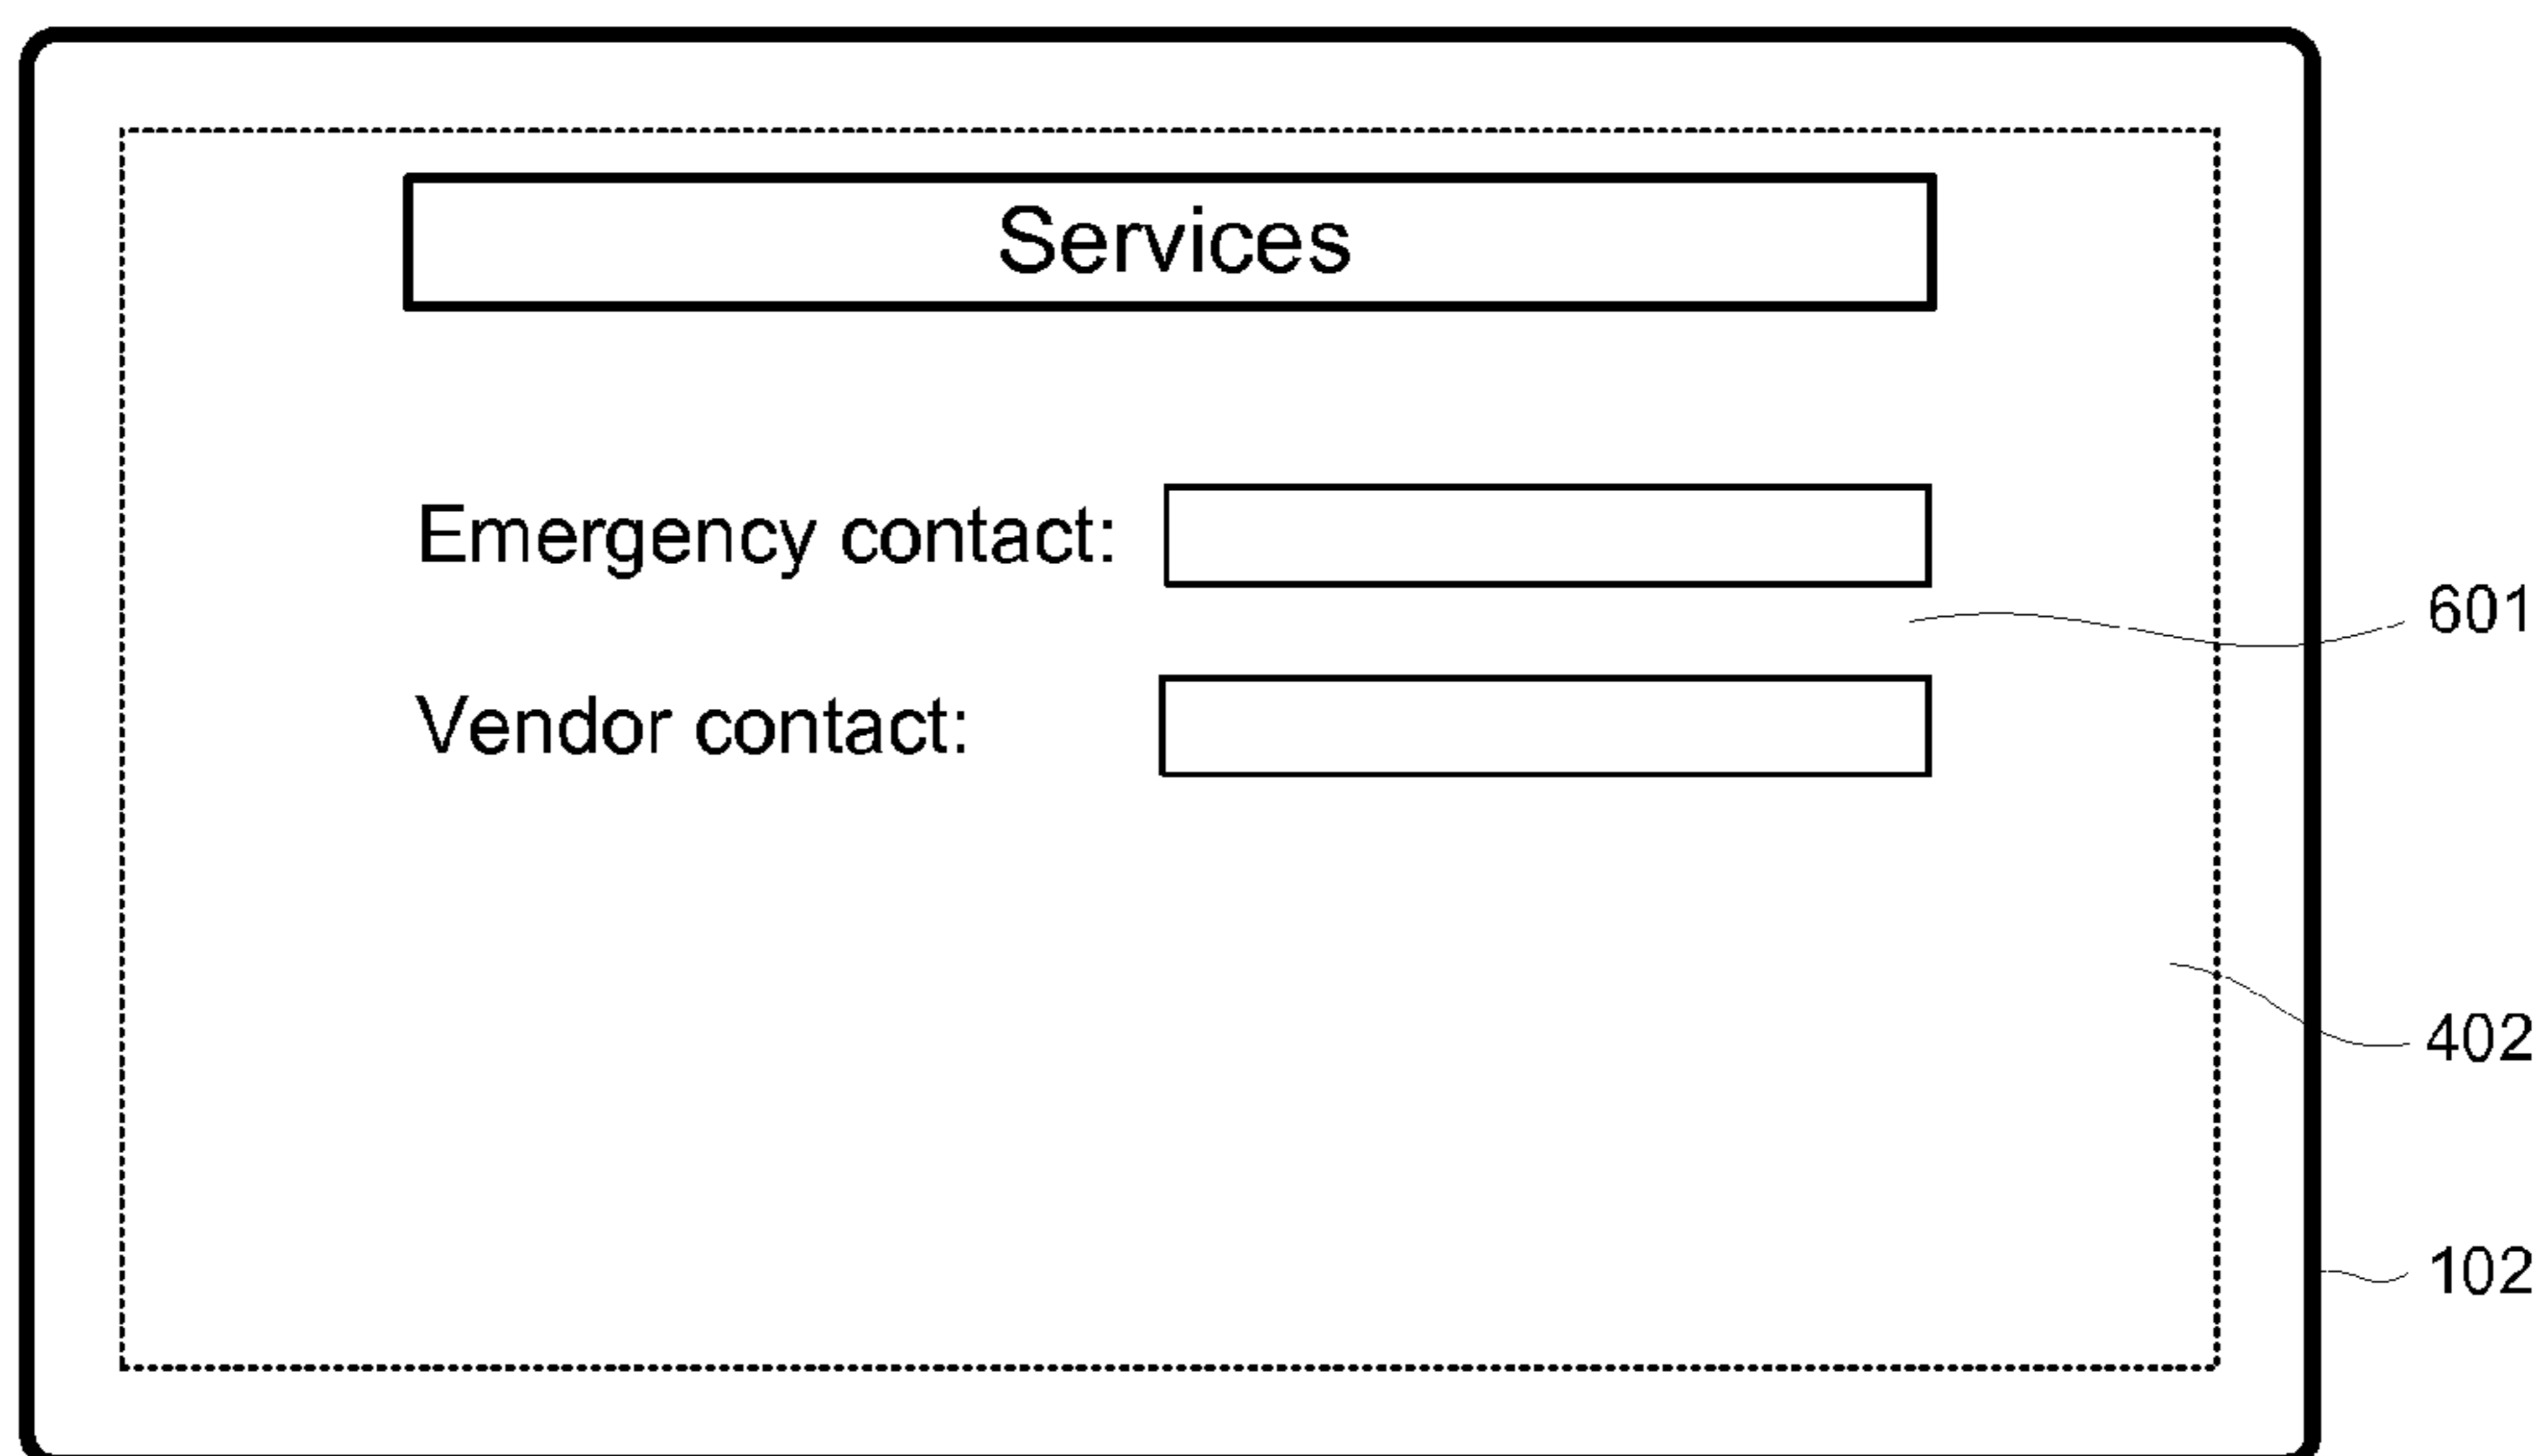 Services
Emergency contact:
601
Vendor contact:
402
102